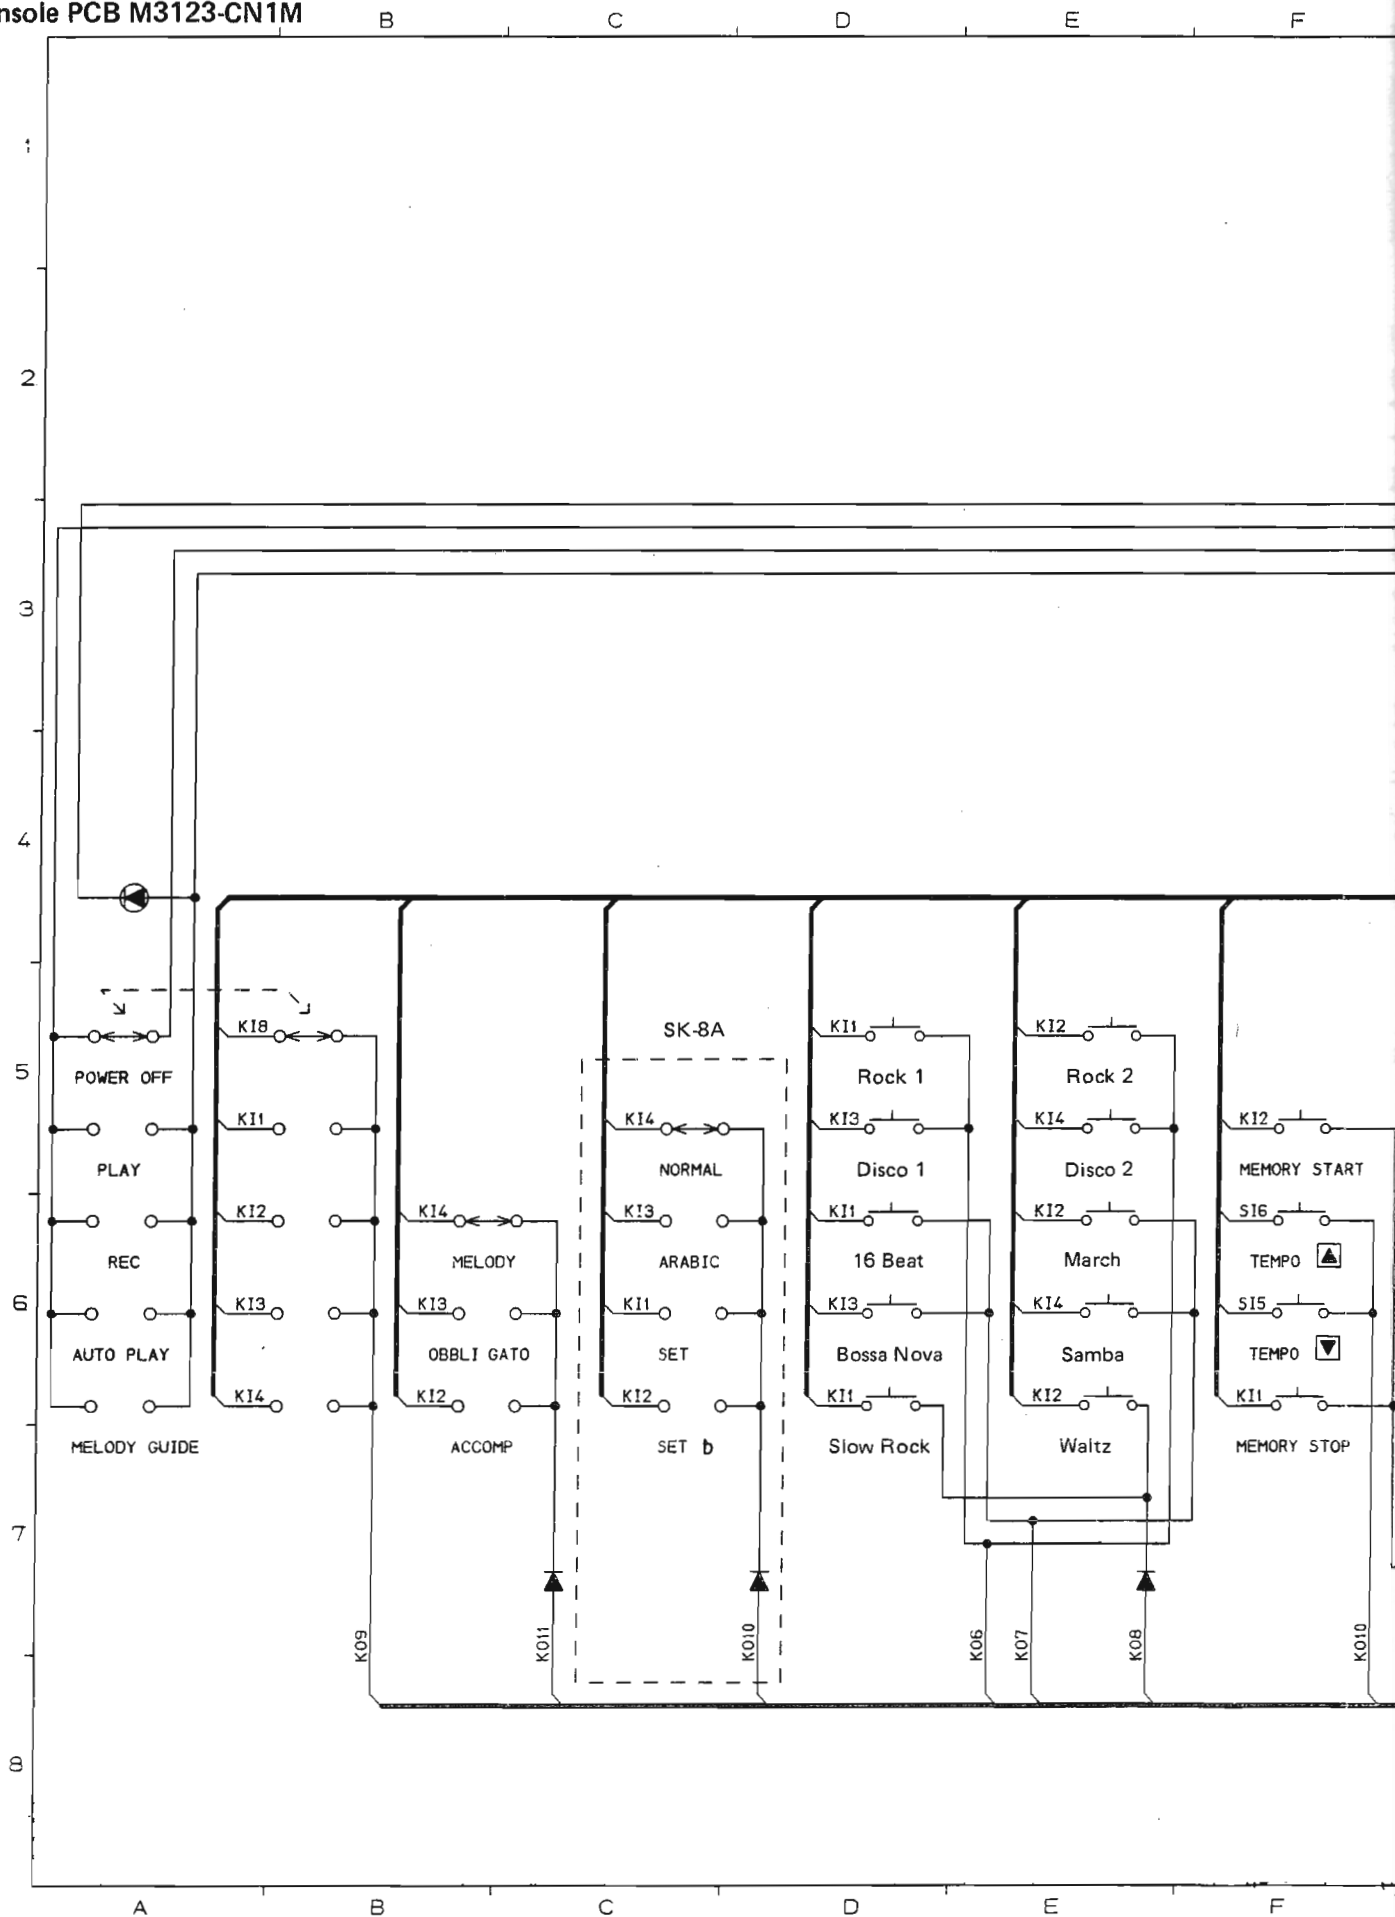 nsole PCB M3123-CN1M
B C D E F
1
2
3
4
5
6
7
8
KI8
POWER OFF
KI1
PLAY
KI2
REC
KI3
AUTO PLAY
KI4
MELODY GUIDE
KO9
KI4
MELODY
KI3
OBBLI GATO
KI2
ACCOMP
KO11
SK-8A
KI4
NORMAL
KI3
ARABIC
KI1
SET
KI2
SET b
KO10
KI1
Rock 1
KI3
Disco 1
KI1
16 Beat
KI3
Bossa Nova
KI1
Slow Rock
KO6
KI2
Rock 2
KI4
Disco 2
KI2
March
KI4
Samba
KI2
Waltz
KO7
KO8
KI2
MEMORY START
SI6
TEMPO ▲
SI5
TEMPO ▼
KI1
MEMORY STOP
KO10
A B C D E F